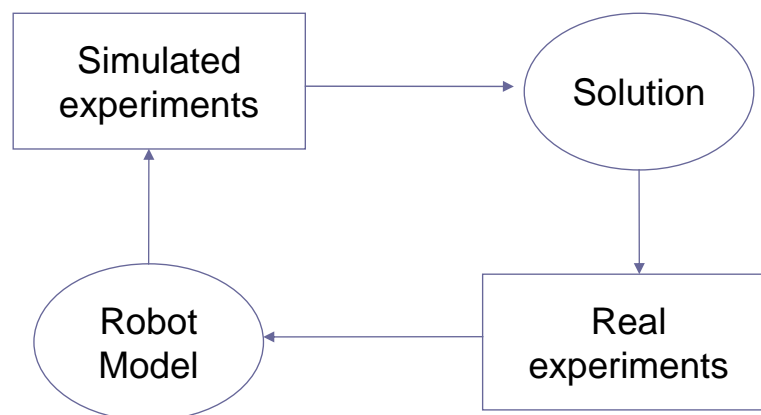 Simulated
experiments
Solution
Robot
Model
Real
experiments